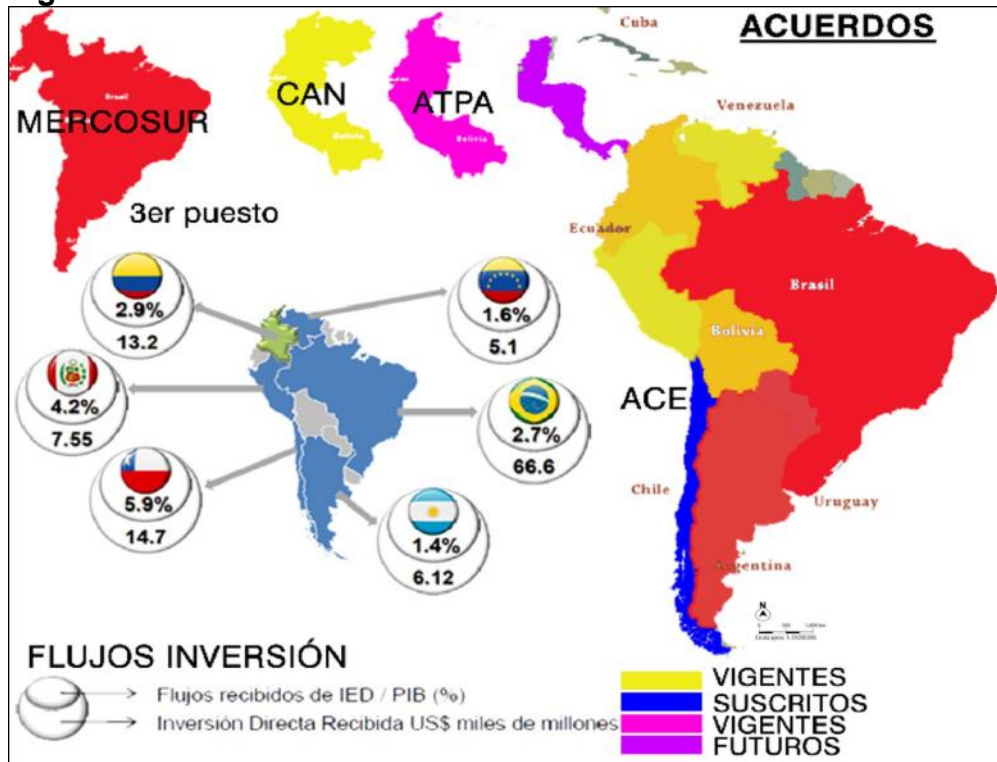 ACUERDOS
Cuba
Venezuela
Brasil
MERCOSUR
CAN
Bolivia
ATPA
Bolivia
Ecuador
Brasil
Bolivia
ACE
Chile
Uruguay
Argentina
N
3er puesto
2.9%
13.2
1.6%
5.1
4.2%
7.55
2.7%
66.6
5.9%
14.7
1.4%
6.12
FLUJOS INVERSIÓN
Flujos recibidos de IED / PIB (%)
Inversión Directa Recibida US$ miles de millones
VIGENTES
SUSCRITOS
VIGENTES
FUTUROS